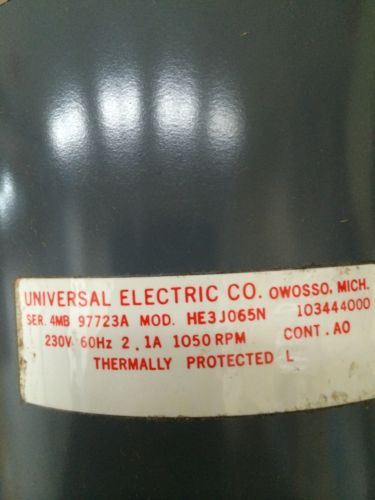 UNIVERSAL ELECTRIC CO. OWOSSO, MICH.
SER. 4MB 97723A MOD. HE3J065N 103444000
230V 60Hz 2.1A 1050 RPM CONT. AO
THERMALLY PROTECTED L